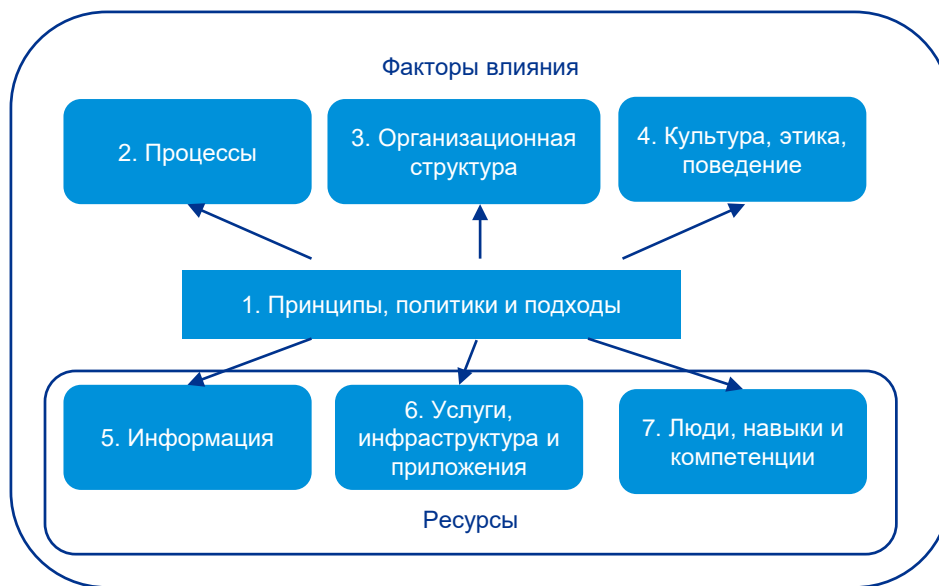 Факторы влияния
2. Процессы
3. Организационная
структура
4. Культура, этика,
поведение
1. Принципы, политики и подходы
5. Информация
6. Услуги,
инфраструктура и
приложения
7. Люди, навыки и
компетенции
Ресурсы